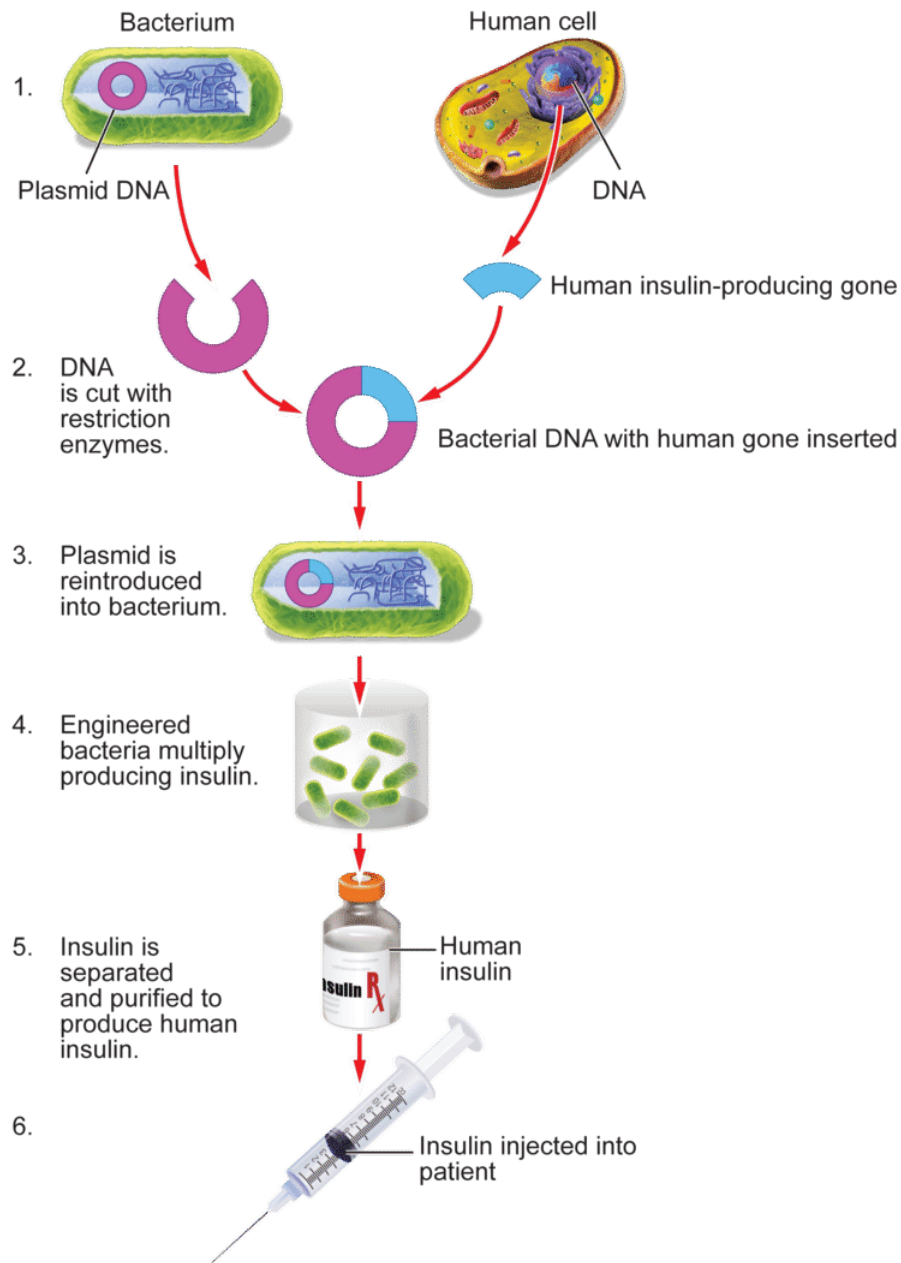 Bacterium
Human cell
1.
Plasmid DNA
DNA
Human insulin-producing gone
2. DNA
is cut with
restriction
enzymes.
Bacterial DNA with human gone inserted
3. Plasmid is
reintroduced
into bacterium.
4. Engineered
bacteria multiply
producing insulin.
5. Insulin is
separated
and purified to
produce human
insulin.
Human
insulin
nsulin Rx
6.
Insulin injected into
patient